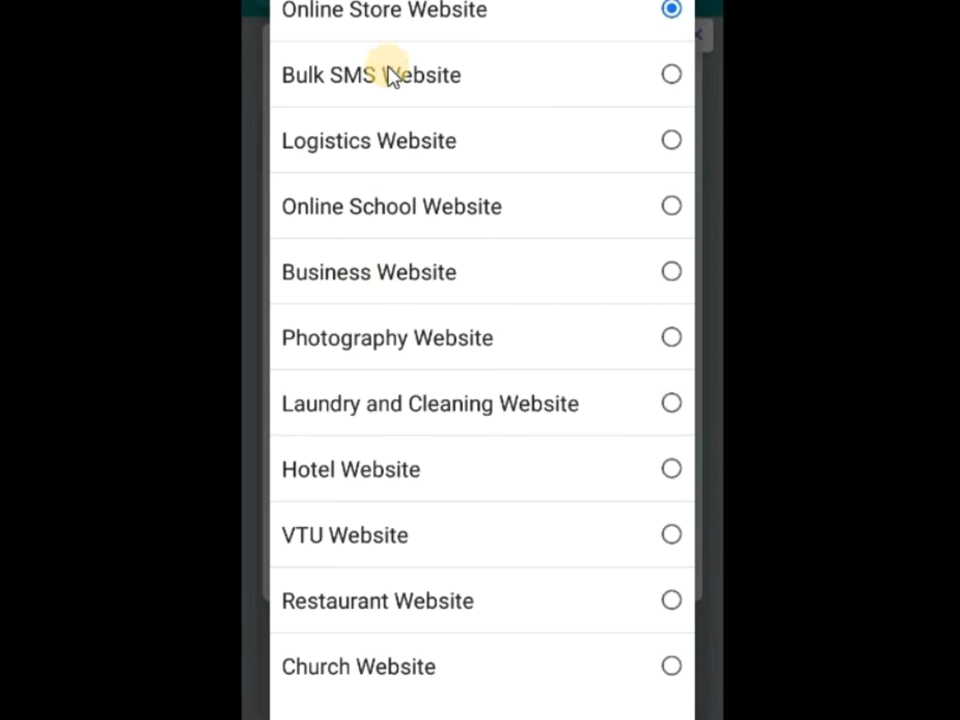 Online Store Website
Bulk SMS Website
Logistics Website
Online School Website
Business Website
Photography Website
Laundry and Cleaning Website
Hotel Website
VTU Website
Restaurant Website
Church Website